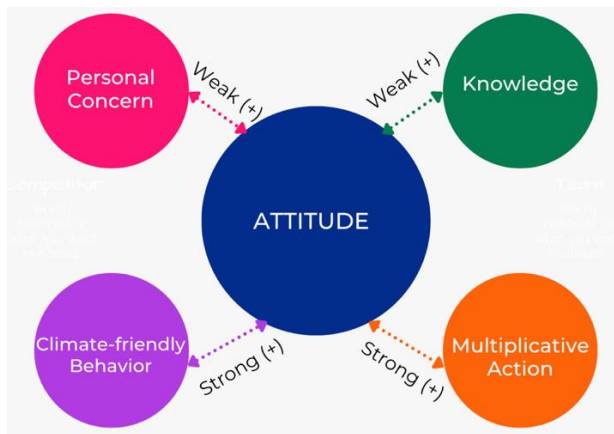 Personal
Concern
Weak (+)
Weak (+)
Knowledge
ATTITUDE
Climate-friendly
Behavior
Strong (+)
Strong (+)
Multiplicative
Action